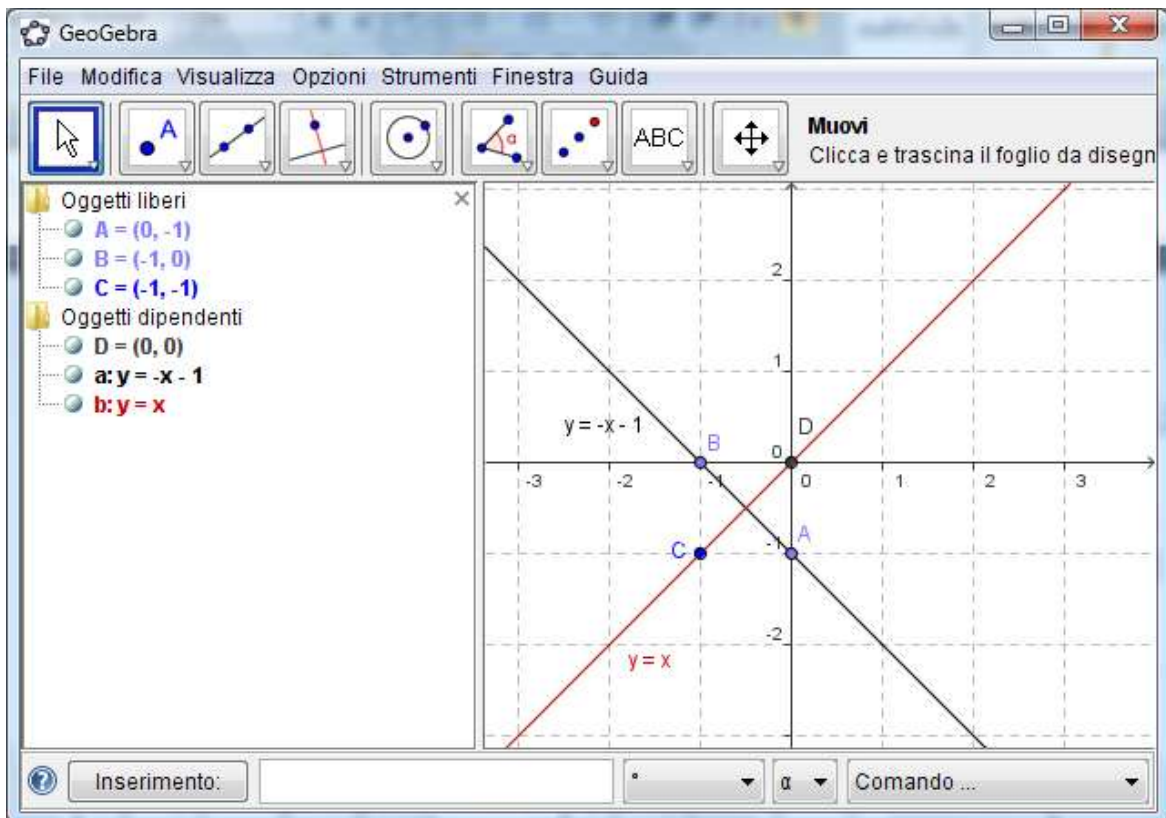 GeoGebra
File Modifica Visualizza Opzioni Strumenti Finestra Guida
A
α
ABC
Muovi
Clicca e trascina il foglio da disegn
Oggetti liberi
A = (0, -1)
B = (-1, 0)
C = (-1, -1)
Oggetti dipendenti
D = (0, 0)
a: y = -x - 1
b: y = x
2
1
y = -x - 1
B
D
0
-3 -2 -1 0 1 2 3
C
-1
A
-2
y = x
Inserimento:
°
α
Comando ...